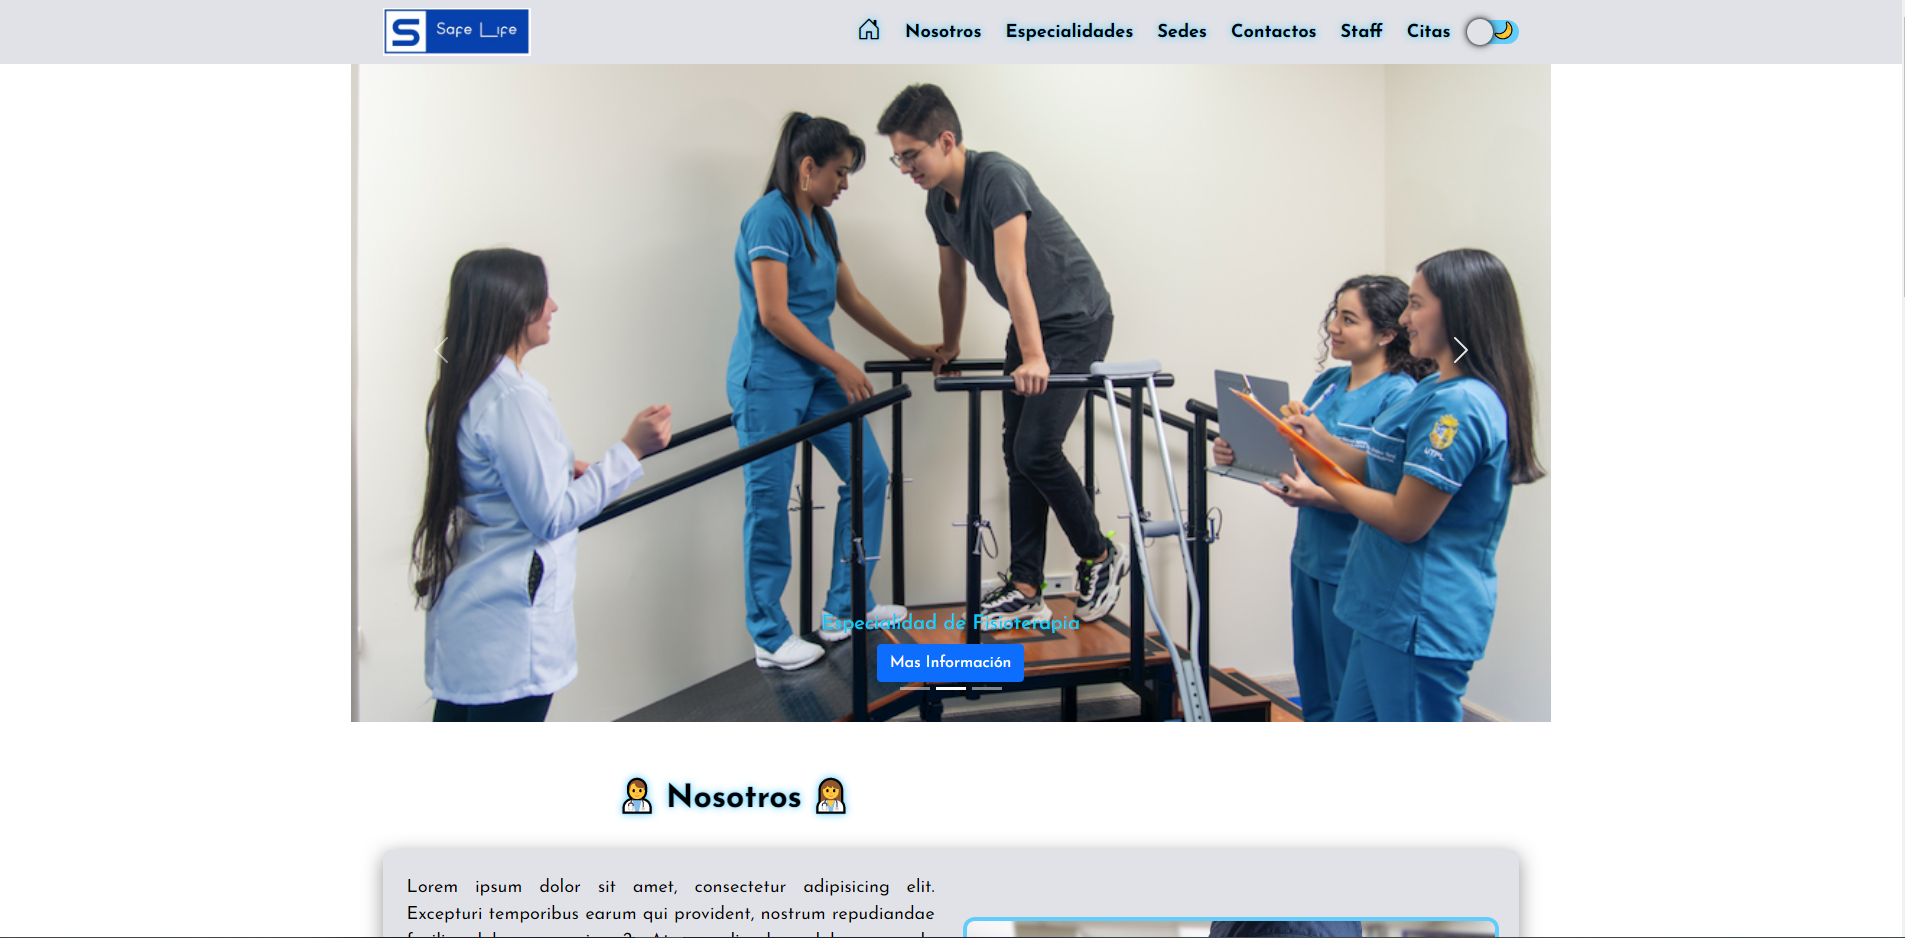 S Safe Life
Nosotros Especialidades Sedes Contactos Staff Citas
UTPL
Especialidad de Fisioterapia
Mas Información
Nosotros
Lorem ipsum dolor sit amet, consectetur adipisicing elit.
Excepturi temporibus earum qui provident, nostrum repudiandae